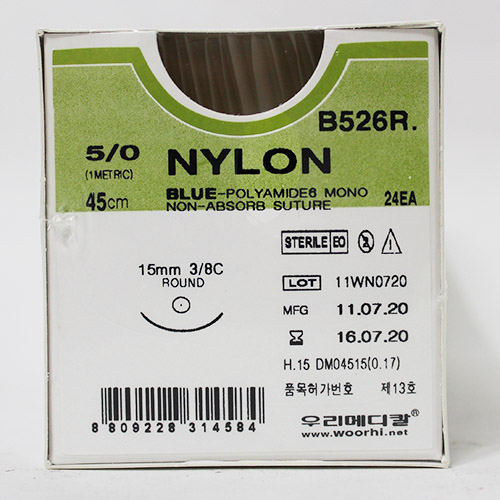 B526R.
5/0 NYLON
(1METRIC)
45cm BLUE-POLYAMIDE6 MONO
NON-ABSORB SUTURE 24EA
STERILE EO
15mm 3/8C
ROUND
LOT 11WN0720
MFG 11.07.20
16.07.20
H.15 DM04515(0.17)
품목허가번호 제13호
우리메디칼®
www.woorhi.net
8 809228 314584